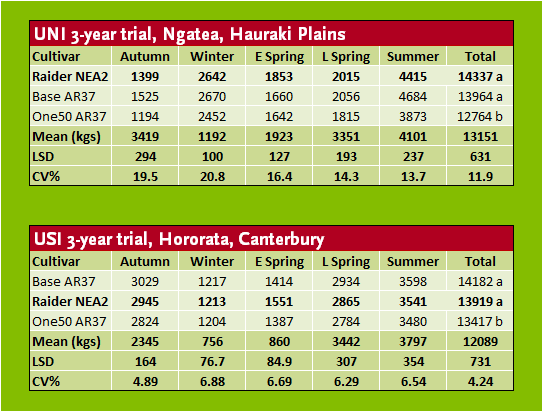 UNI 3-year trial, Ngatea, Hauraki Plains
Cultivar Autumn Winter E Spring L Spring Summer Total
Raider NEA2 1399 2642 1853 2015 4415 14337 a
Base AR37 1525 2670 1660 2056 4684 13964 a
One50 AR37 1194 2452 1642 1815 3873 12764 b
Mean (kgs) 3419 1192 1923 3351 4101 13151
LSD 294 100 127 193 237 631
CV% 19.5 20.8 16.4 14.3 13.7 11.9
USI 3-year trial, Hororata, Canterbury
Cultivar Autumn Winter E Spring L Spring Summer Total
Base AR37 3029 1217 1414 2934 3598 14182 a
Raider NEA2 2945 1213 1551 2865 3541 13919 a
One50 AR37 2824 1204 1387 2784 3480 13417 b
Mean (kgs) 2345 756 860 3442 3797 12089
LSD 164 76.7 84.9 307 354 731
CV% 4.89 6.88 6.69 6.29 6.54 4.24